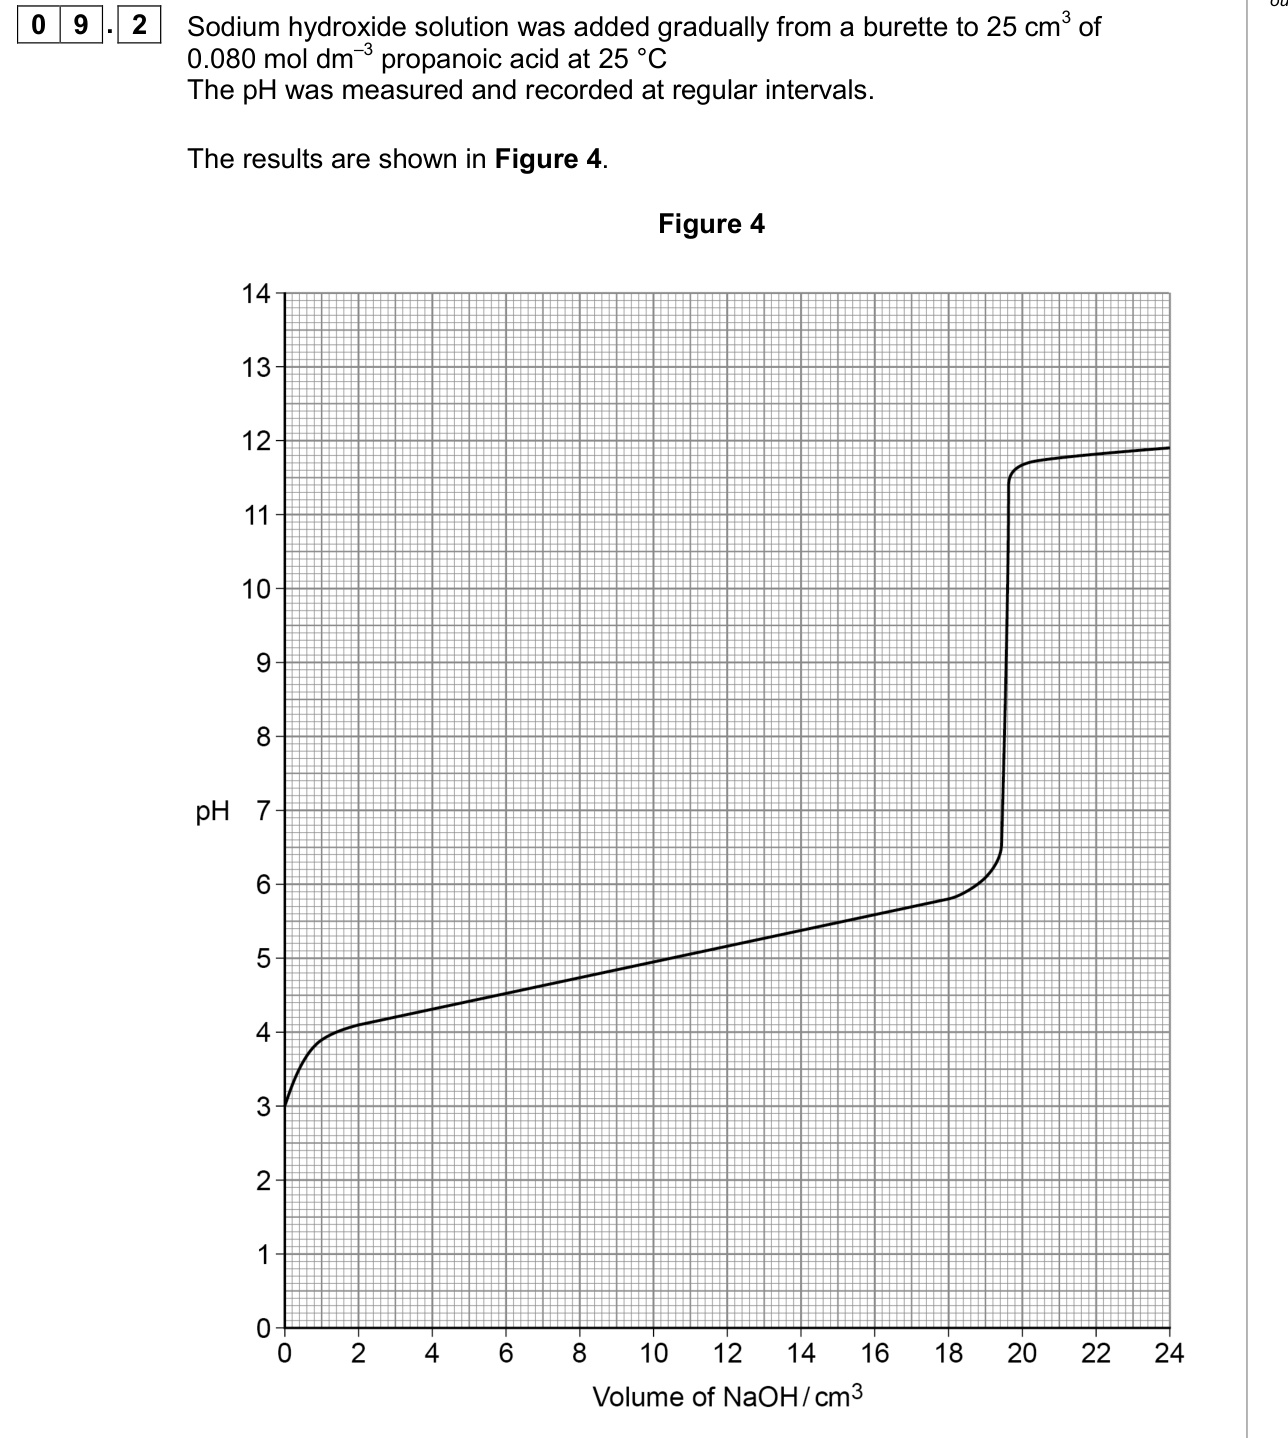 09.2 Sodium hydroxide solution was added gradually from a burette to 25 cm³ of
0.080 mol dm⁻³ propanoic acid at 25 °C
The pH was measured and recorded at regular intervals.
The results are shown in Figure 4.
Figure 4
14
13
12
11
10
9
8
pH 7
6
5
4
3
2
1
0
0 2 4 6 8 10 12 14 16 18 20 22 24
Volume of NaOH / cm³